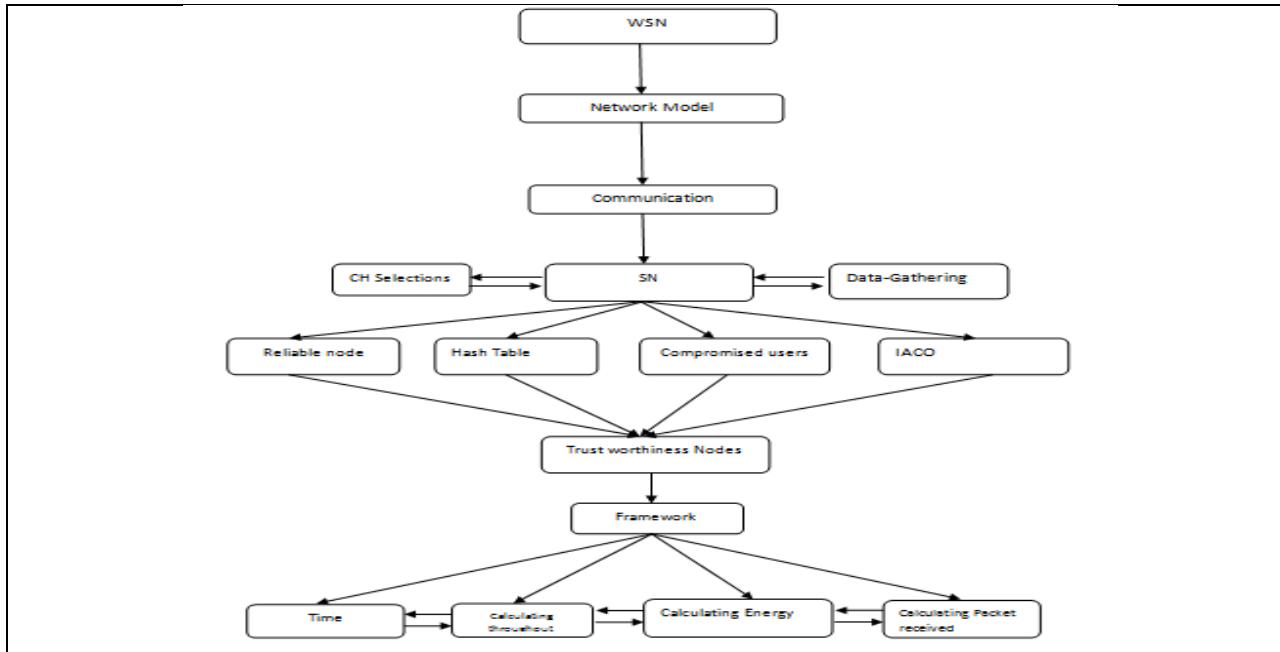 WSN
Network Model
Communication
CH Selections
SN
Data-Gathering
Reliable node
Hash Table
Compromised users
IACO
Trust worthiness Nodes
Framework
Time
Calculating
throughout
Calculating Energy
Calculating Packet
received